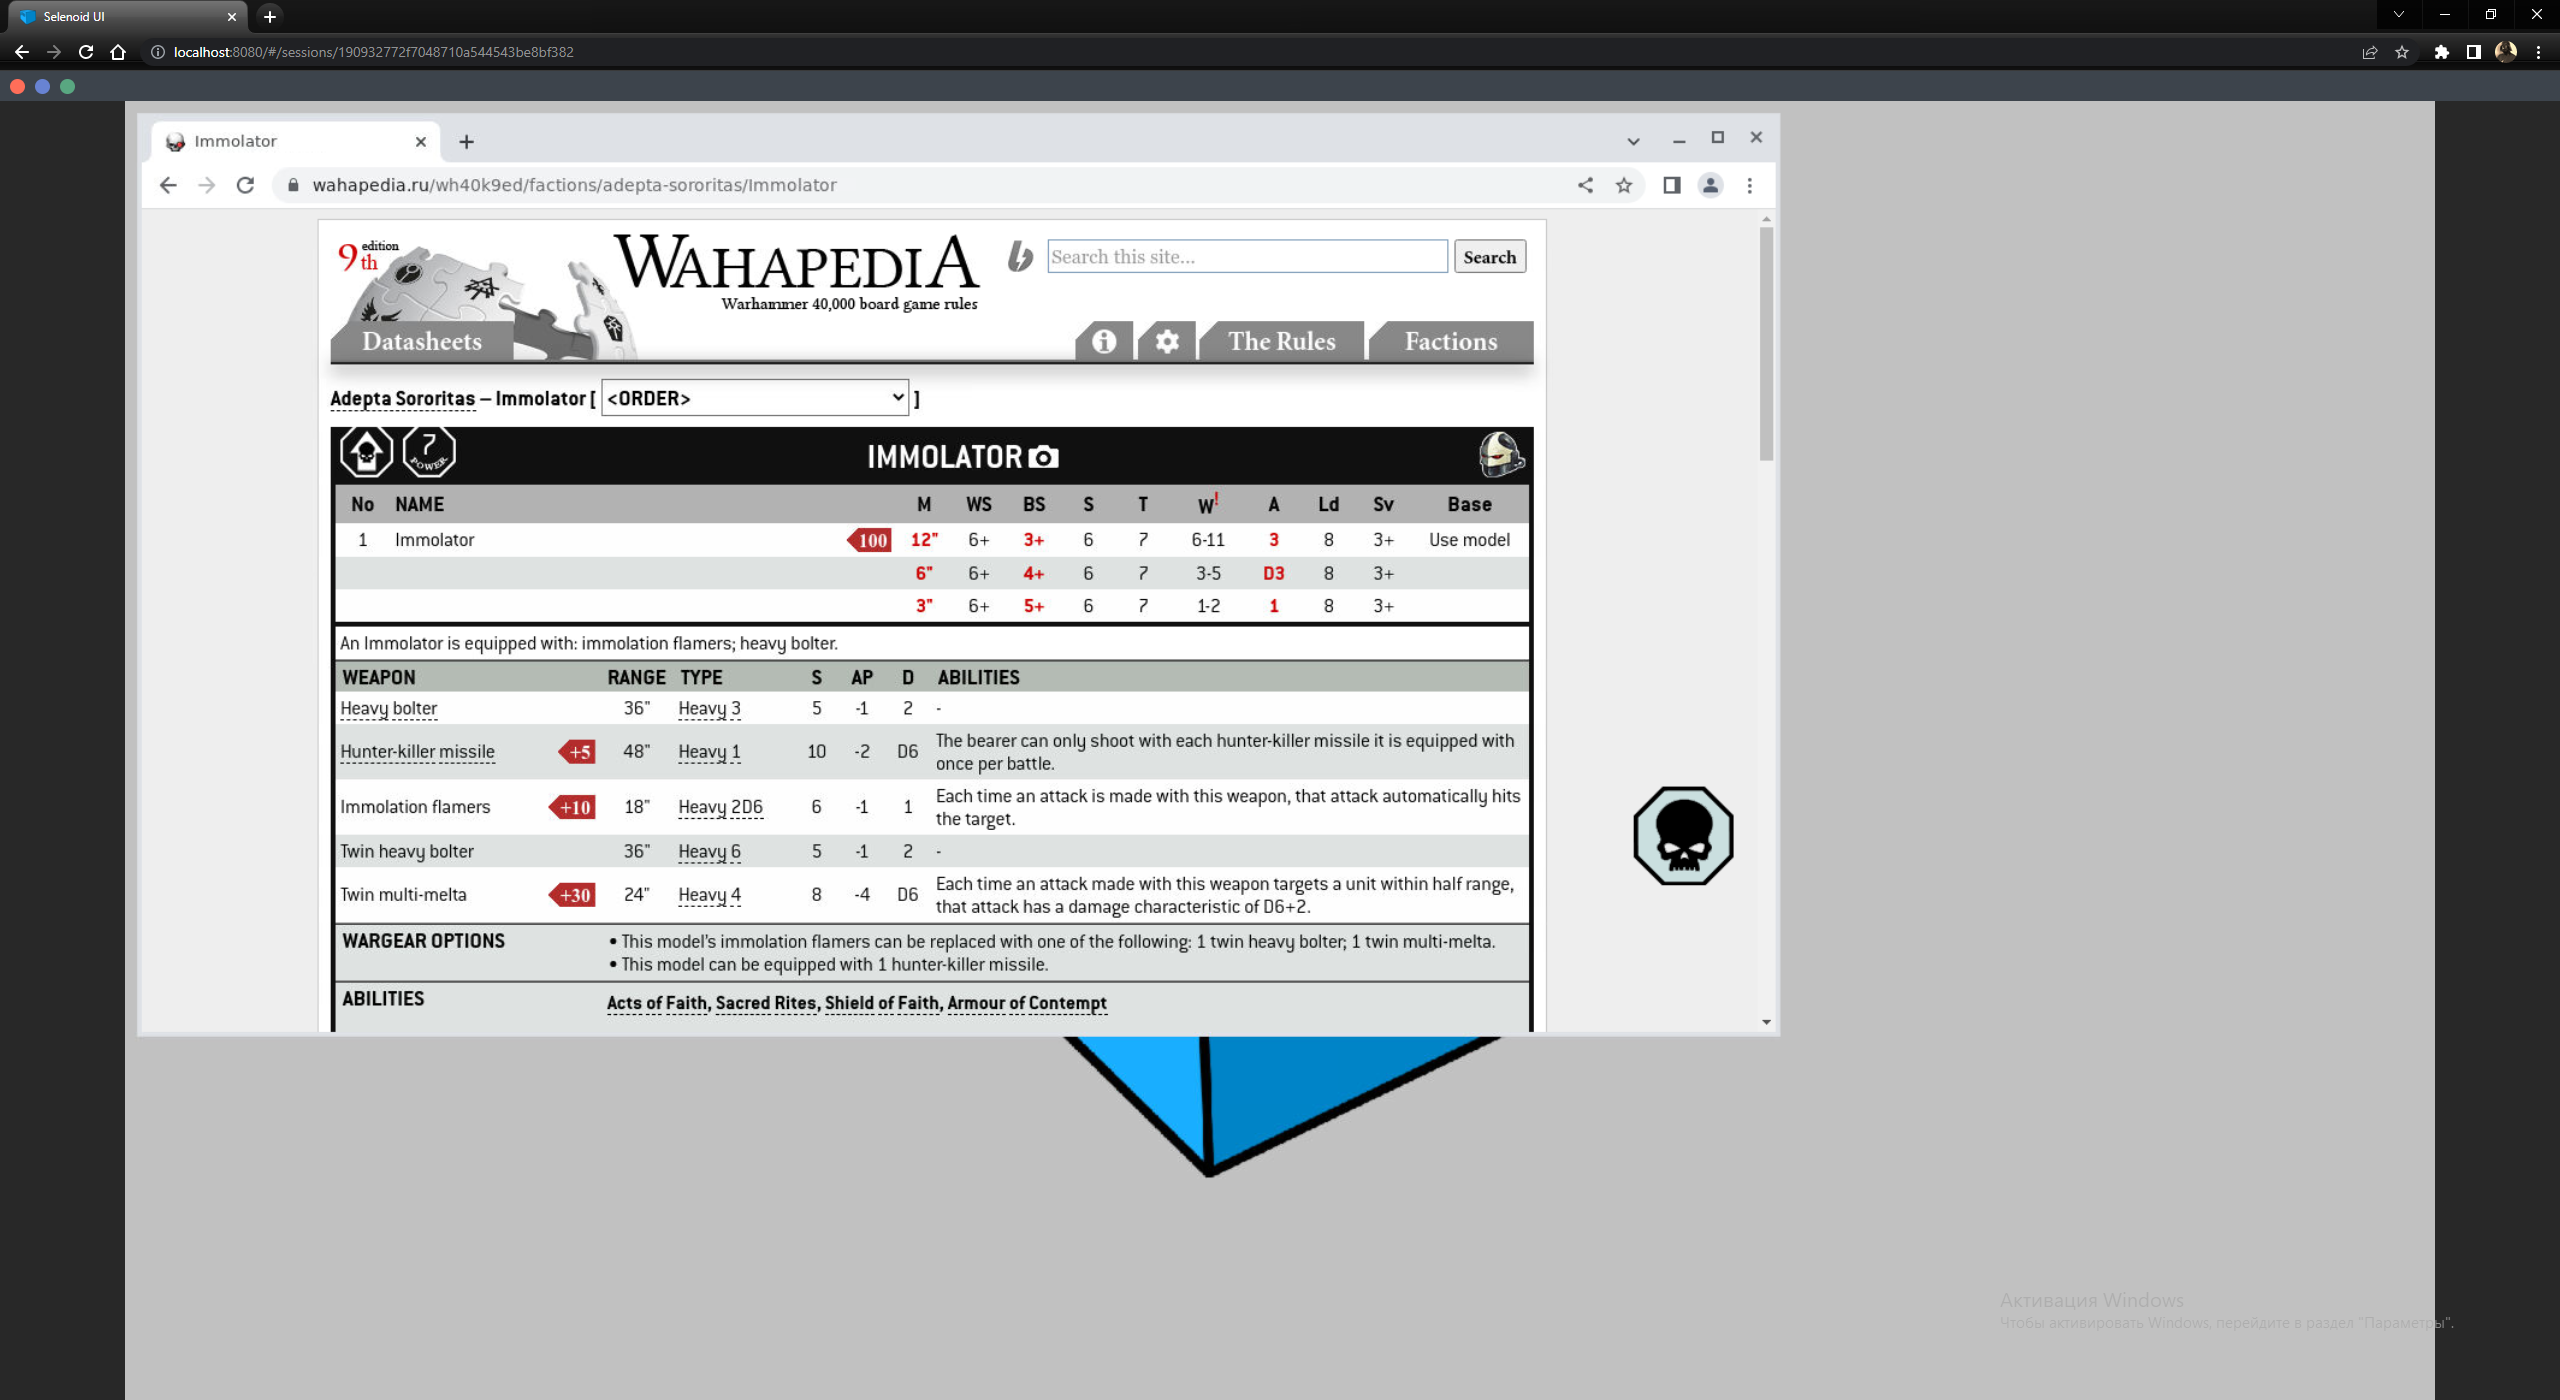 Selenoid UI
localhost:8080/#/sessions/190932772f7048710a544543be8bf382
Immolator
wahapedia.ru/wh40k9ed/factions/adepta-sororitas/Immolator
9th edition
WAHAPEDIA
Warhammer 40,000 board game rules
Search this site...
Search
Datasheets
The Rules
Factions
Adepta Sororitas – Immolator [ <ORDER> ]
7 POWER
IMMOLATOR
No NAME M WS BS S T W! A Ld Sv Base
1 Immolator 100 12" 6+ 3+ 6 7 6-11 3 8 3+ Use model
6" 6+ 4+ 6 7 3-5 D3 8 3+
3" 6+ 5+ 6 7 1-2 1 8 3+
An Immolator is equipped with: immolation flamers; heavy bolter.
WEAPON RANGE TYPE S AP D ABILITIES
Heavy bolter 36" Heavy 3 5 -1 2 -
Hunter-killer missile +5 48" Heavy 1 10 -2 D6 The bearer can only shoot with each hunter-killer missile it is equipped with
once per battle.
Immolation flamers +10 18" Heavy 2D6 6 -1 1 Each time an attack is made with this weapon, that attack automatically hits
the target.
Twin heavy bolter 36" Heavy 6 5 -1 2 -
Twin multi-melta +30 24" Heavy 4 8 -4 D6 Each time an attack made with this weapon targets a unit within half range,
that attack has a damage characteristic of D6+2.
WARGEAR OPTIONS • This model's immolation flamers can be replaced with one of the following: 1 twin heavy bolter; 1 twin multi-melta.
• This model can be equipped with 1 hunter-killer missile.
ABILITIES Acts of Faith, Sacred Rites, Shield of Faith, Armour of Contempt
Активация Windows
Чтобы активировать Windows, перейдите в раздел "Параметры".